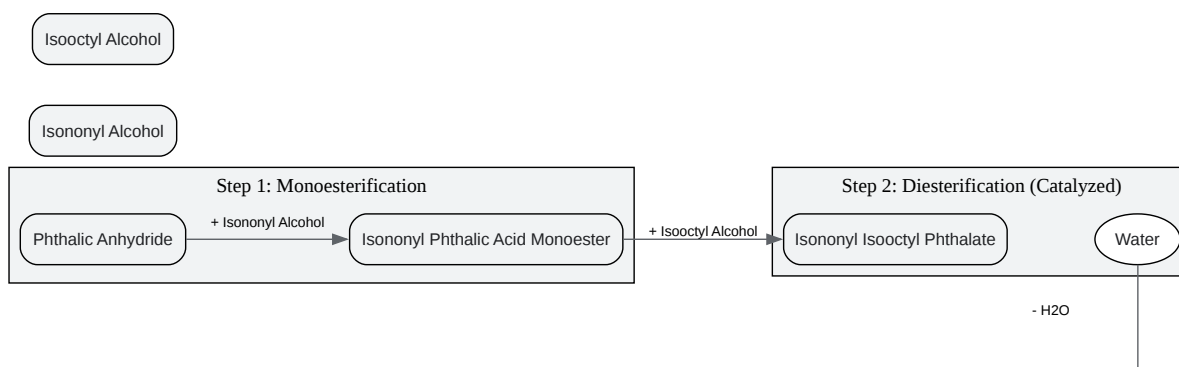 Isooctyl Alcohol
Isononyl Alcohol
Step 1: Monoesterification
Phthalic Anhydride
+ Isononyl Alcohol
Isononyl Phthalic Acid Monoester
+ Isooctyl Alcohol
Step 2: Diesterification (Catalyzed)
Isononyl Isooctyl Phthalate
Water
- H2O